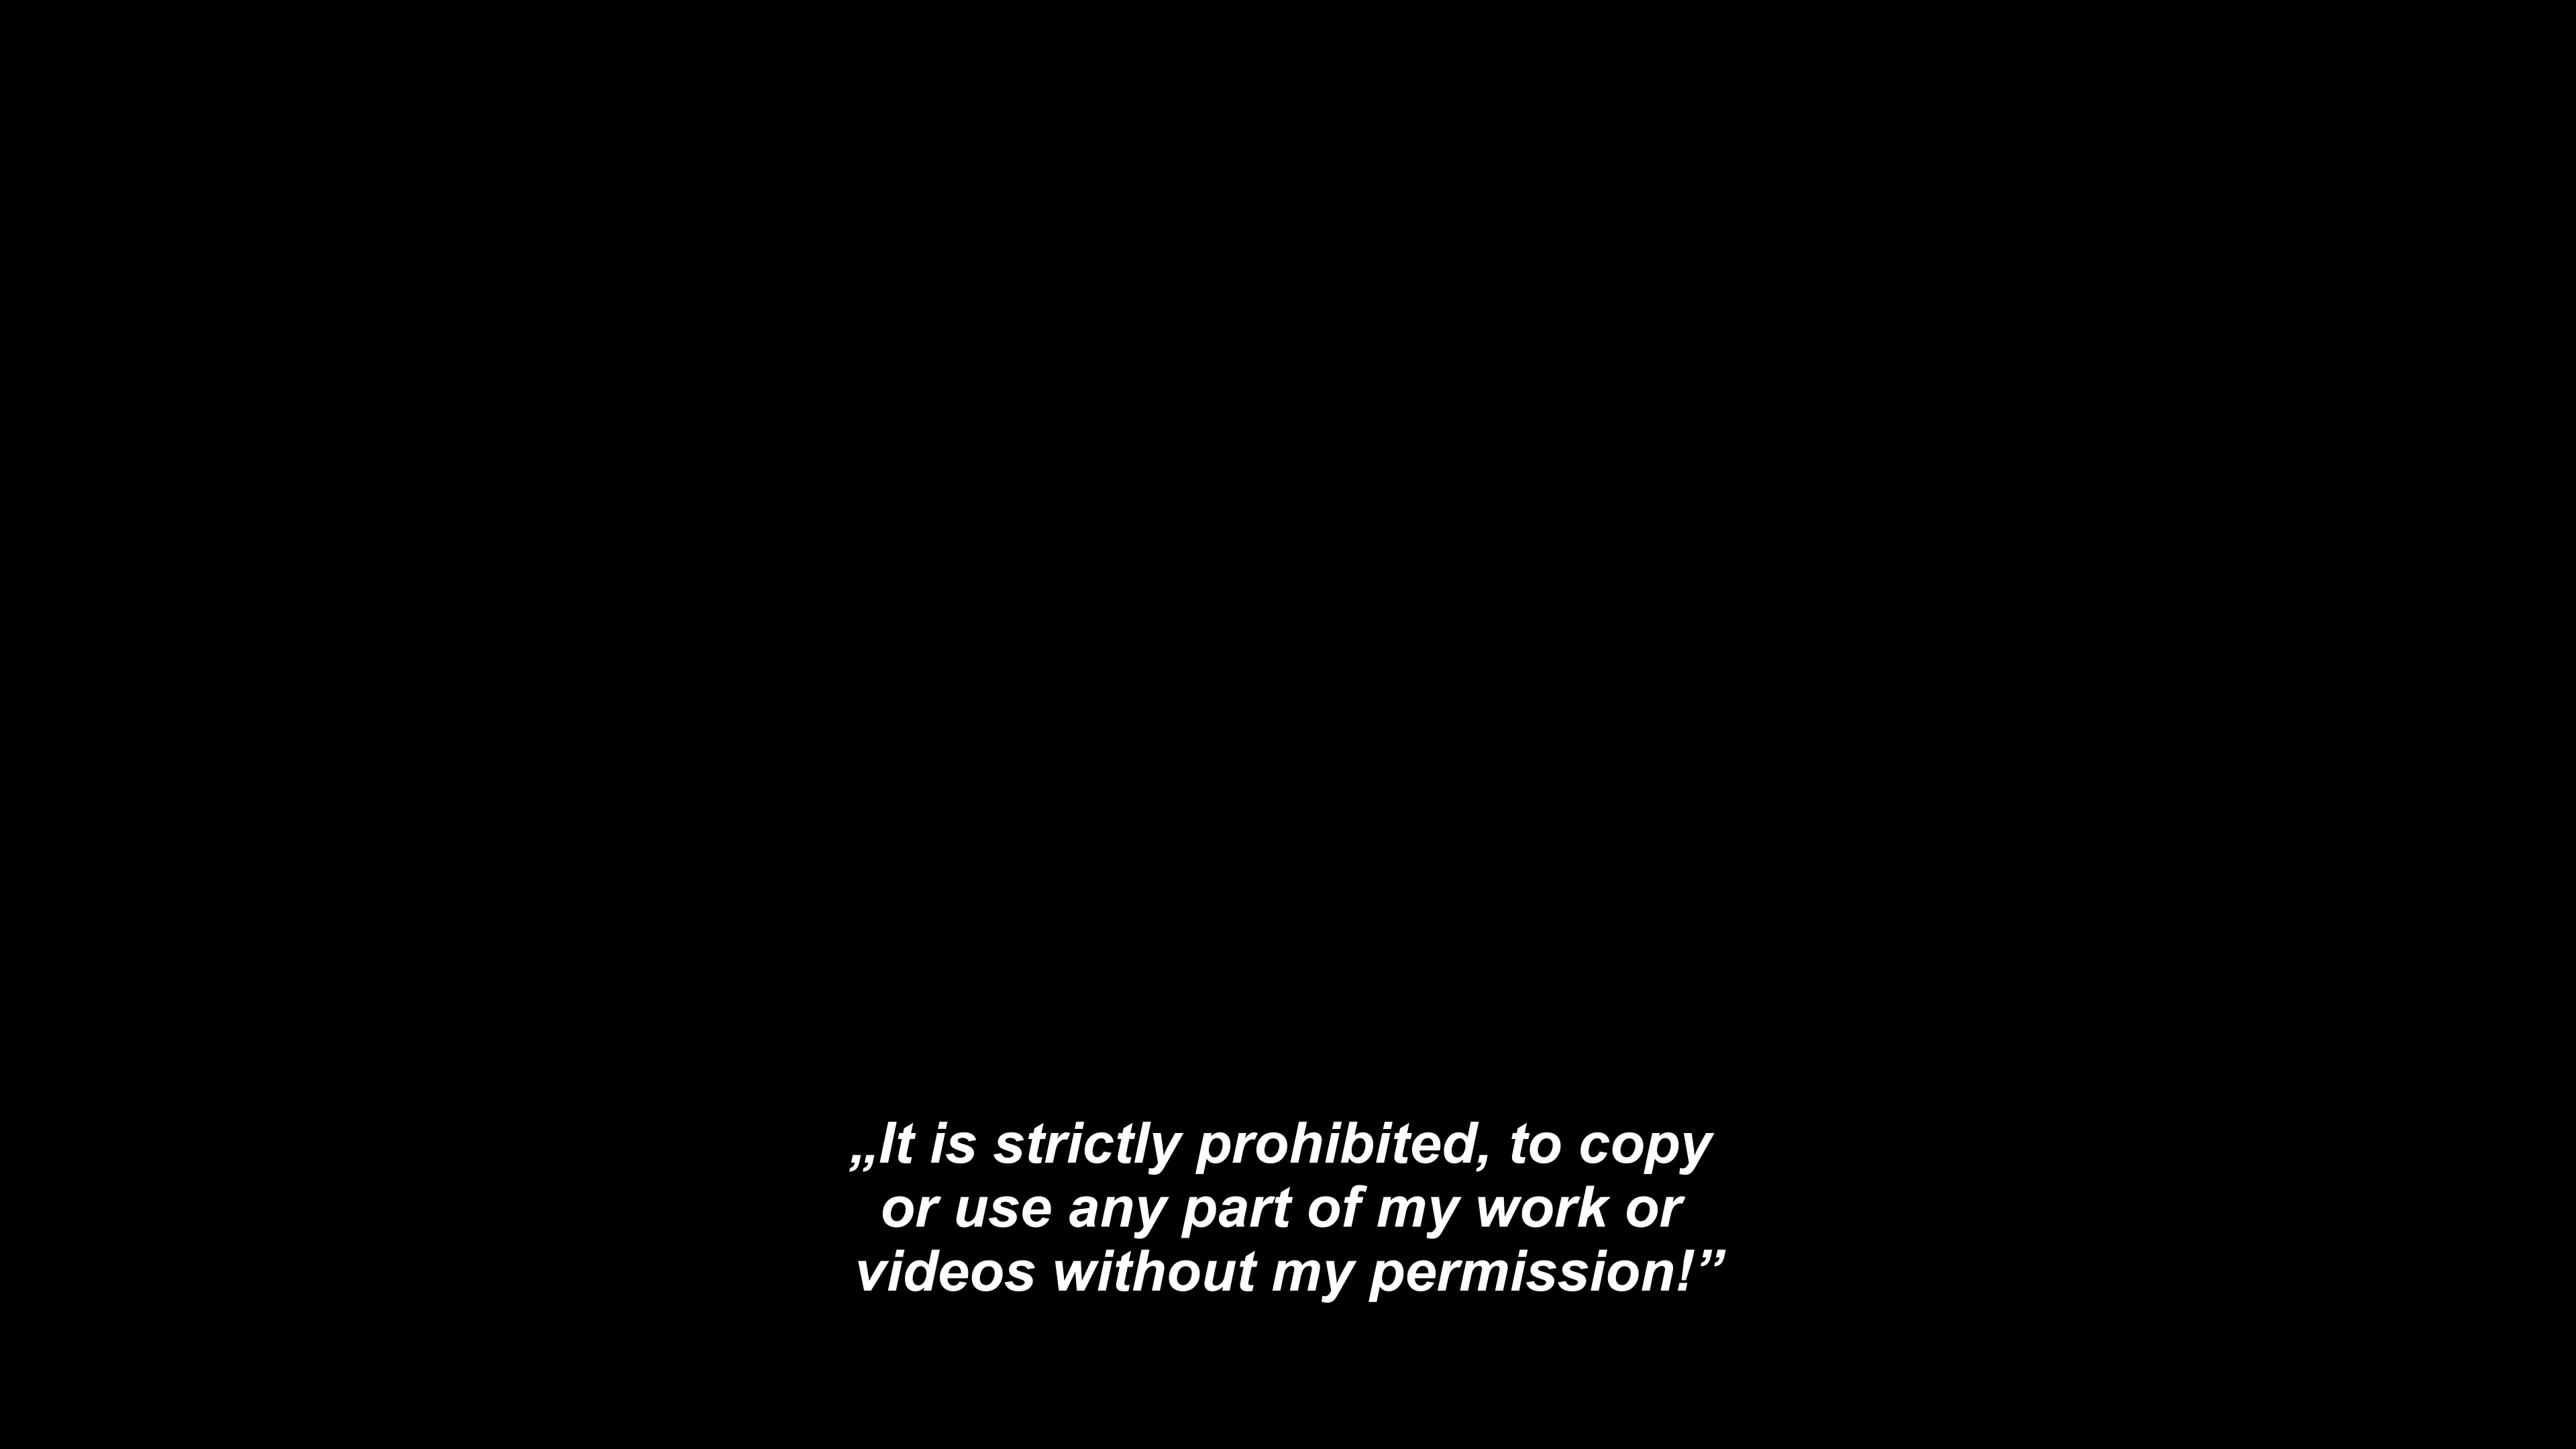 „It is strictly prohibited, to copy
or use any part of my work or
videos without my permission!”